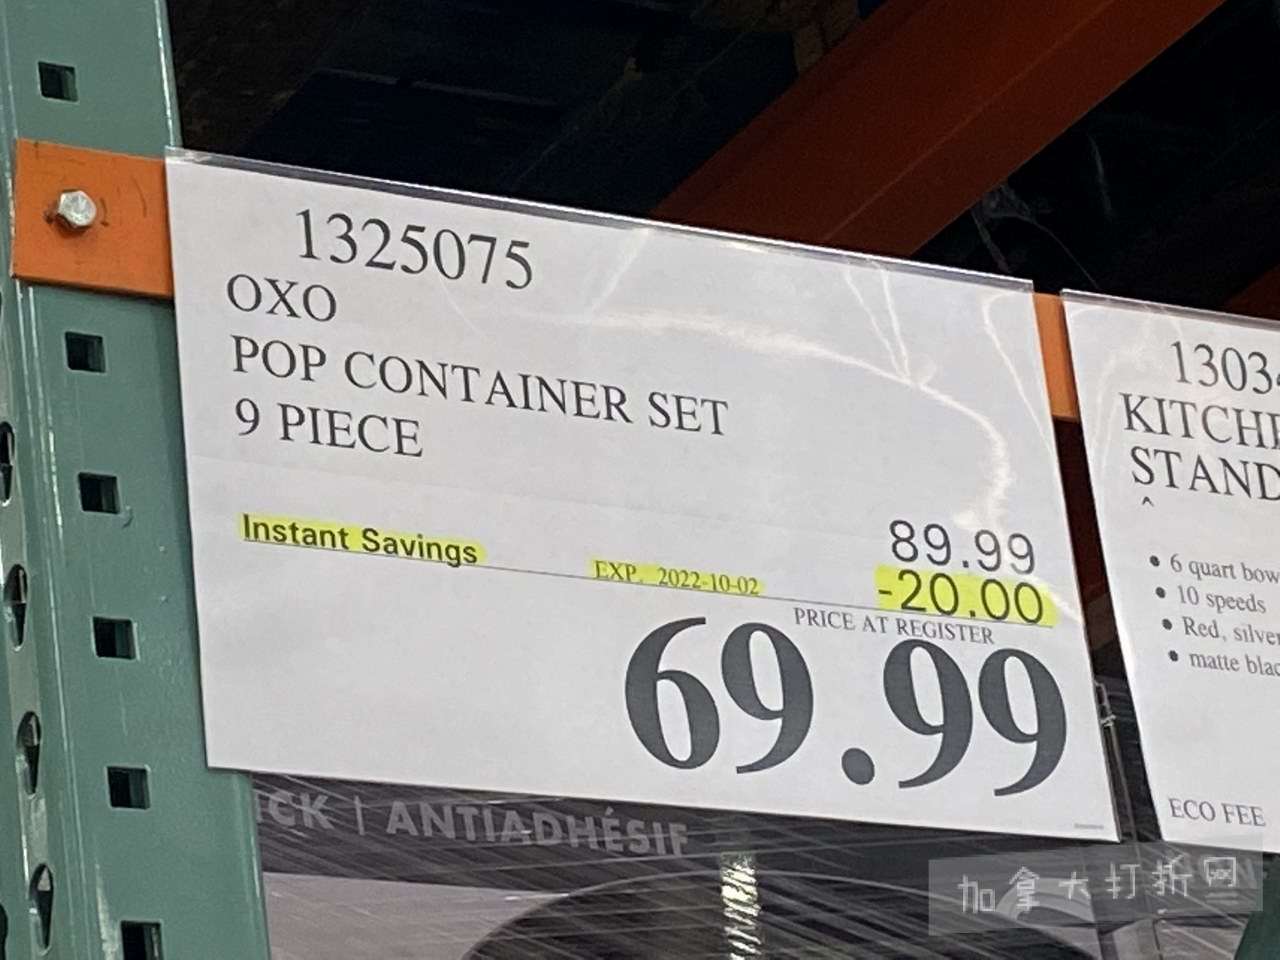 1325075
OXO
POP CONTAINER SET
9 PIECE
89.99
Instant Savings EXP. 2022-10-02 -20.00
PRICE AT REGISTER
69.99
KITCHE
STAND
^
• 6 quart bow
• 10 speeds
• Red, silver
• matte blac
ECO FEE
ICK | ANTIADHÉSIF
加拿大打折网